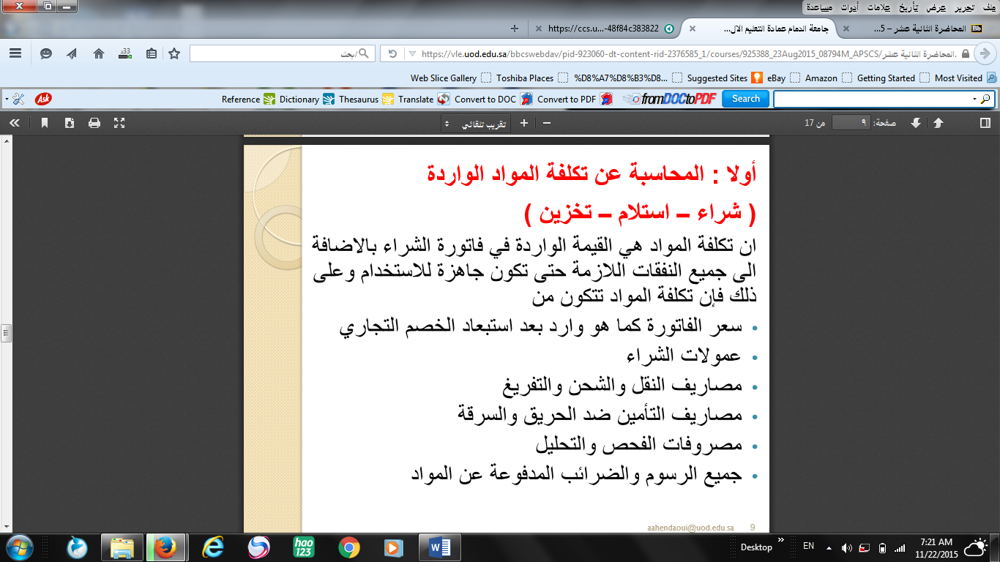 ملف تحرير عرض تأريخ علامات أدوات مساعدة
المحاضرة الثانية عشر – 5...
جامعة الدمام عمادة التعليم الال...
https://ccs.u...-48f84c383822
https://vle.uod.edu.sa/bbcswebdav/pid-923060-dt-content-rid-2376585_1/courses/925388_23Aug2015_08794M_APSCS/المحاضرة الثانية عشر.
بحث
33د
Web Slice Gallery Toshiba Places %D8%A7%D8%B3%D8... Suggested Sites eBay Amazon Getting Started Most Visited
Ask Reference Dictionary Thesaurus Translate Convert to DOC Convert to PDF fromDOCtoPDF Search
صفحة: ٩ من 17
تقريب تلقائي
أولا : المحاسبة عن تكلفة المواد الواردة
( شراء – استلام – تخزين )
ان تكلفة المواد هي القيمة الواردة في فاتورة الشراء بالاضافة
الى جميع النفقات اللازمة حتى تكون جاهزة للاستخدام وعلى
ذلك فإن تكلفة المواد تتكون من
• سعر الفاتورة كما هو وارد بعد استبعاد الخصم التجاري
• عمولات الشراء
• مصاريف النقل والشحن والتفريغ
• مصاريف التأمين ضد الحريق والسرقة
• مصروفات الفحص والتحليل
• جميع الرسوم والضرائب المدفوعة عن المواد
aahendaoui@uod.edu.sa 9
hao
123
Desktop EN 7:21 AM
11/22/2015